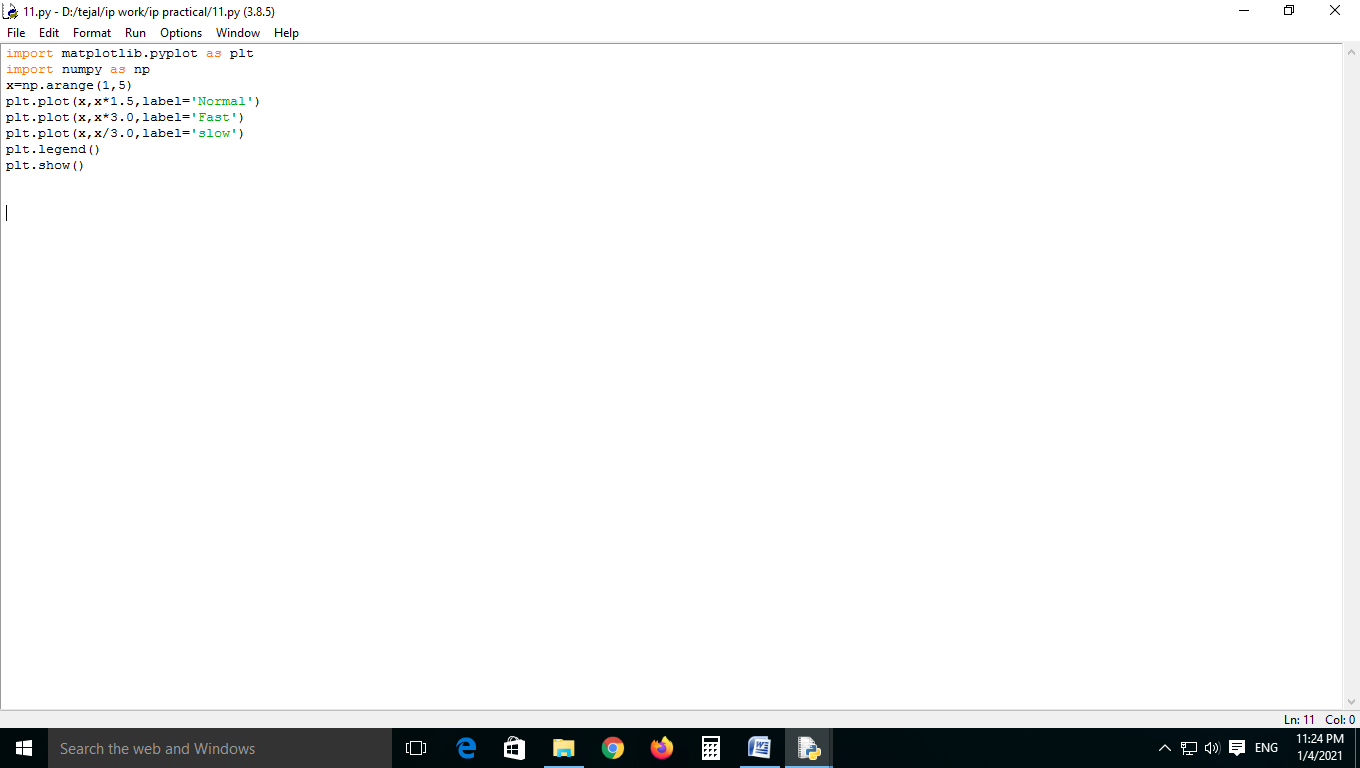 11.py - D:/tejal/ip work/ip practical/11.py (3.8.5)
File Edit Format Run Options Window Help
import matplotlib.pyplot as plt
import numpy as np
x=np.arange(1,5)
plt.plot(x,x*1.5,label='Normal')
plt.plot(x,x*3.0,label='Fast')
plt.plot(x,x/3.0,label='slow')
plt.legend()
plt.show()
Ln: 11 Col: 0
Search the web and Windows
ENG
11:24 PM
1/4/2021